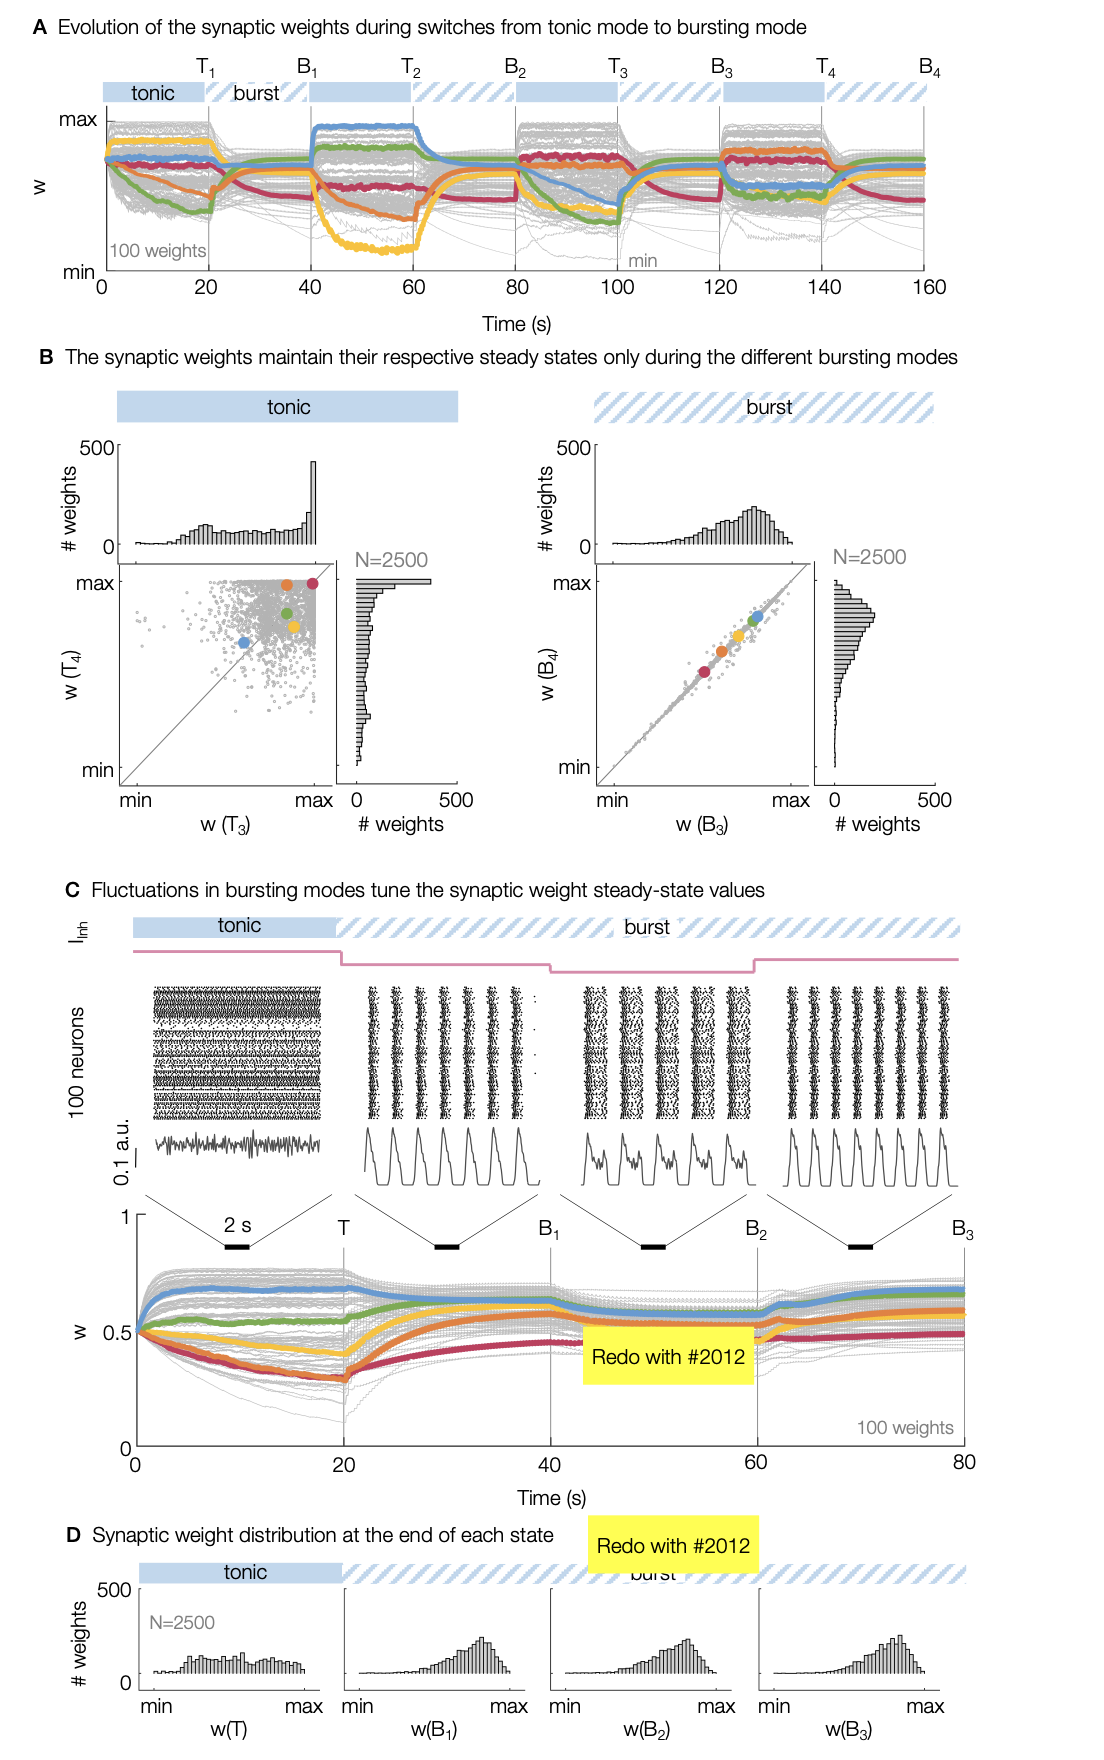 A Evolution of the synaptic weights during switches from tonic mode to bursting mode
T1 B1 T2 B2 T3 B3 T4 B4
tonic burst
max
w
100 weights
min
min
0 20 40 60 80 100 120 140 160
Time (s)
B The synaptic weights maintain their respective steady states only during the different bursting modes
tonic burst
500 500
# weights # weights
0 0
N=2500 N=2500
max max
w (T4) w (B4)
min min
min max 0 500 min max 0 500
w (T3) # weights w (B3) # weights
C Fluctuations in bursting modes tune the synaptic weight steady-state values
IInh
tonic burst
100 neurons
0.1 a.u.
1
2 s T B1 B2 B3
w
0.5
Redo with #2012
100 weights
0
0 20 40 60 80
Time (s)
D Synaptic weight distribution at the end of each state
Redo with #2012
tonic burst
500
# weights
N=2500
0
min max min max min max min max
w(T) w(B1) w(B2) w(B3)